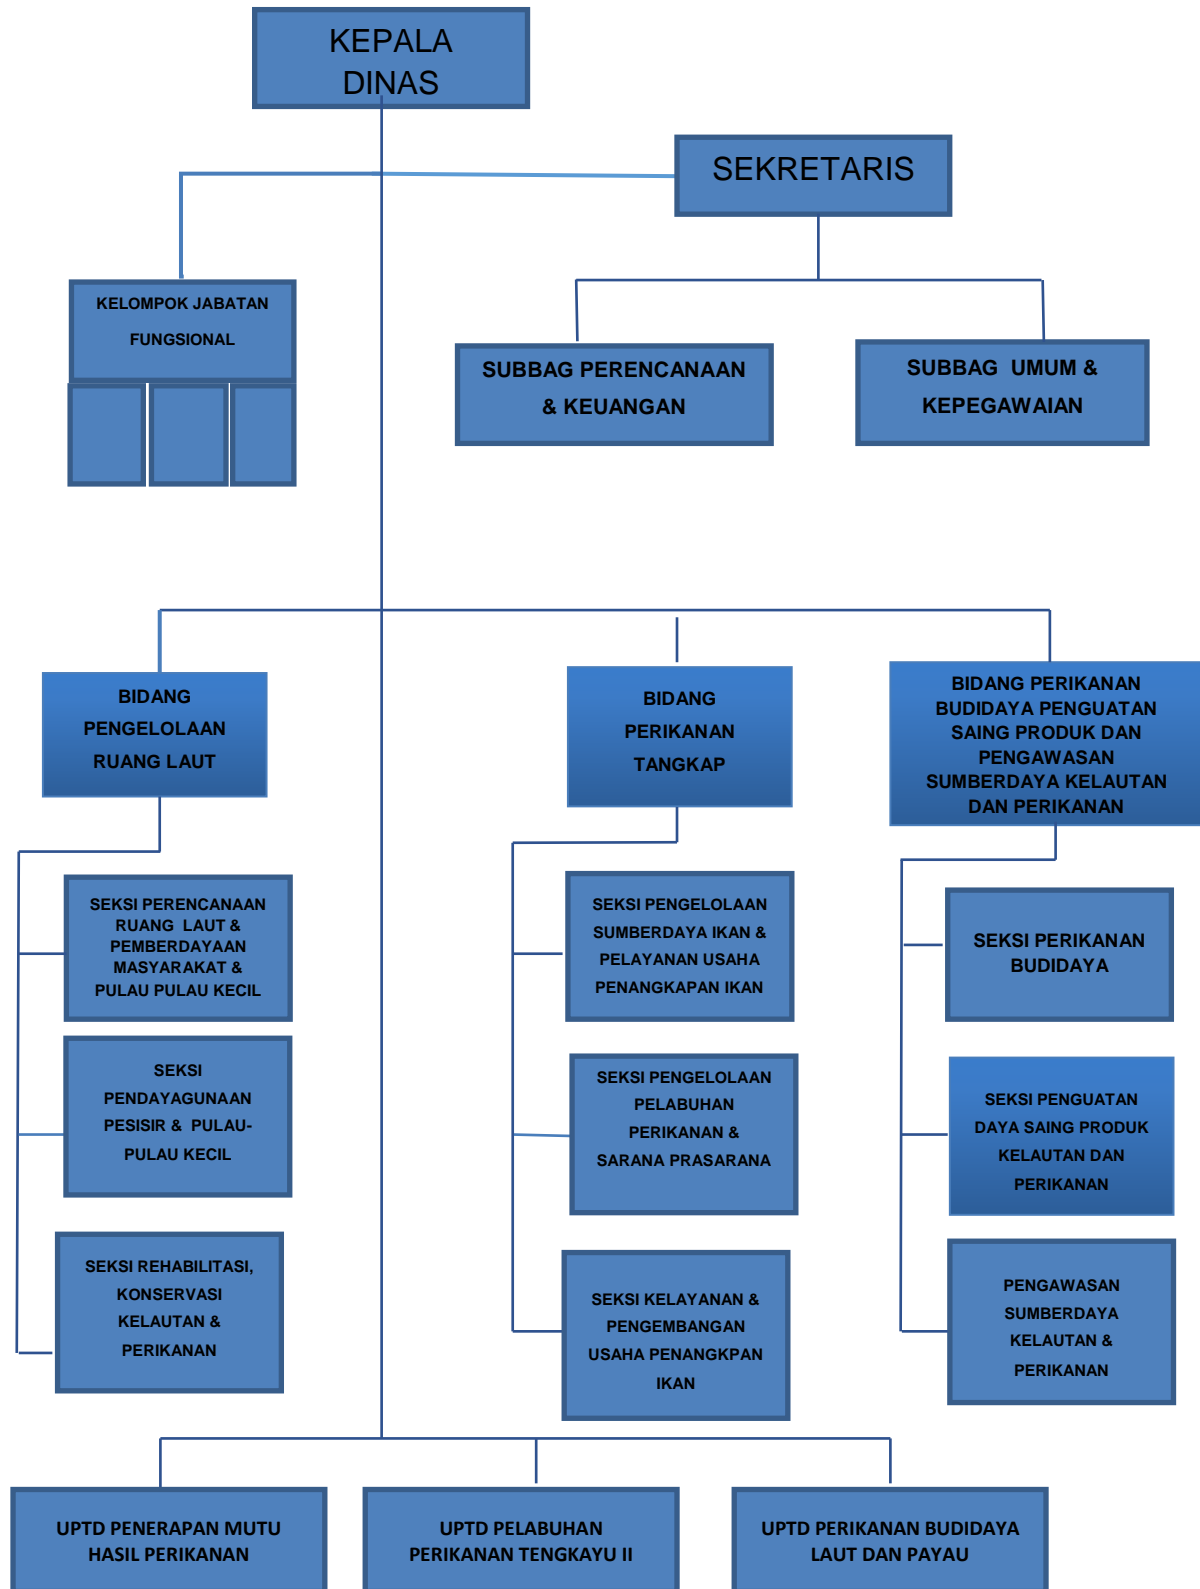 KEPALA
DINAS
SEKRETARIS
KELOMPOK JABATAN
FUNGSIONAL
SUBBAG PERENCANAAN
& KEUANGAN
SUBBAG  UMUM &
KEPEGAWAIAN
BIDANG
PENGELOLAAN
RUANG LAUT
BIDANG
PERIKANAN
TANGKAP
BIDANG PERIKANAN
BUDIDAYA PENGUATAN
SAING PRODUK DAN
PENGAWASAN
SUMBERDAYA KELAUTAN
DAN PERIKANAN
SEKSI PERENCANAAN
RUANG  LAUT &
PEMBERDAYAAN
MASYARAKAT &
PULAU PULAU KECIL
SEKSI PENGELOLAAN
SUMBERDAYA IKAN &
PELAYANAN USAHA
PENANGKAPAN IKAN
SEKSI PERIKANAN
BUDIDAYA
SEKSI
PENDAYAGUNAAN
PESISIR &  PULAU-
PULAU KECIL
SEKSI PENGELOLAAN
PELABUHAN
PERIKANAN &
SARANA PRASARANA
SEKSI PENGUATAN
DAYA SAING PRODUK
KELAUTAN DAN
PERIKANAN
SEKSI REHABILITASI,
KONSERVASI
KELAUTAN &
PERIKANAN
SEKSI KELAYANAN &
PENGEMBANGAN
USAHA PENANGKPAN
IKAN
PENGAWASAN
SUMBERDAYA
KELAUTAN &
PERIKANAN
UPTD PENERAPAN MUTU
HASIL PERIKANAN
UPTD PELABUHAN
PERIKANAN TENGKAYU II
UPTD PERIKANAN BUDIDAYA
LAUT DAN PAYAU